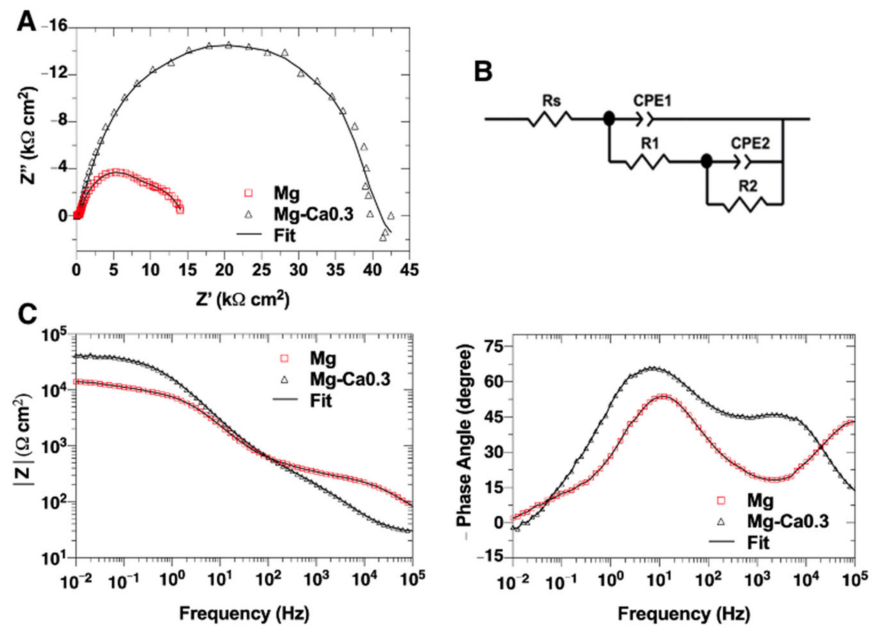 A
−16
−12
−8
−4
0
Z″ (kΩ cm²)
Mg
Mg-Ca0.3
Fit
0 5 10 15 20 25 30 35 40 45
Z' (kΩ cm²)
B
Rs
CPE1
R1
CPE2
R2
C
10⁵
10⁴
10³
10²
10¹
|Z| (Ω cm²)
Mg
Mg-Ca0.3
Fit
10⁻² 10⁻¹ 10⁰ 10¹ 10² 10³ 10⁴ 10⁵
Frequency (Hz)
75
60
45
30
15
0
−15
− Phase Angle (degree)
Mg
Mg-Ca0.3
Fit
10⁻² 10⁻¹ 10⁰ 10¹ 10² 10³ 10⁴ 10⁵
Frequency (Hz)